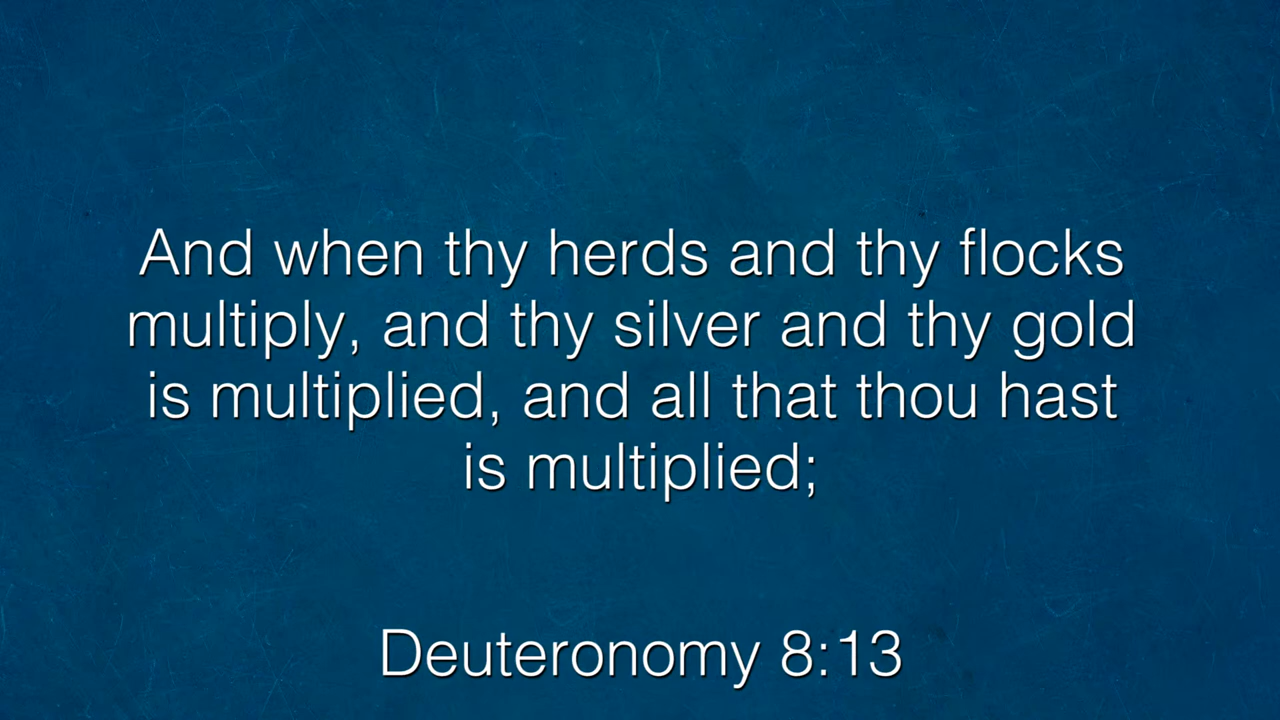 And when thy herds and thy flocks
multiply, and thy silver and thy gold
is multiplied, and all that thou hast
is multiplied;
Deuteronomy 8:13